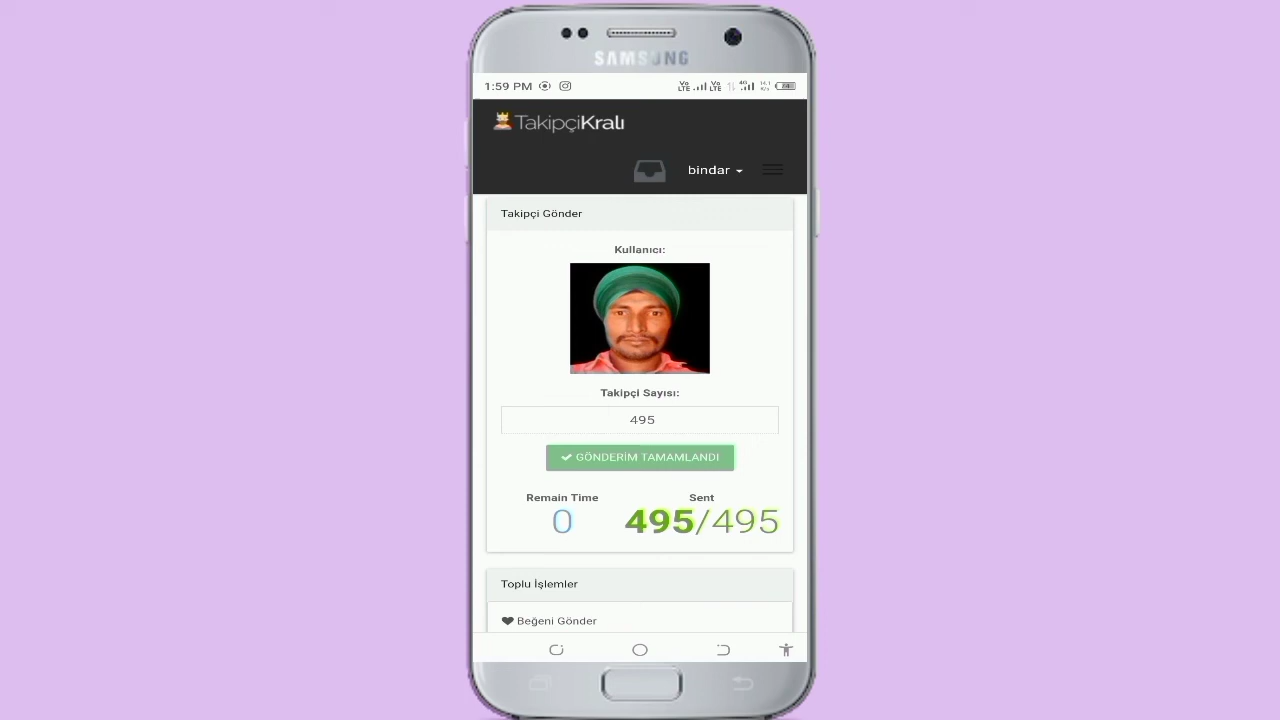 SAMSUNG
1:59 PM
TakipçiKralı
bindar
Takipçi Gönder
Kullanıcı:
Takipçi Sayısı:
495
GÖNDERİM TAMAMLANDI
Remain Time Sent
0 495/495
Toplu İşlemler
Beğeni Gönder